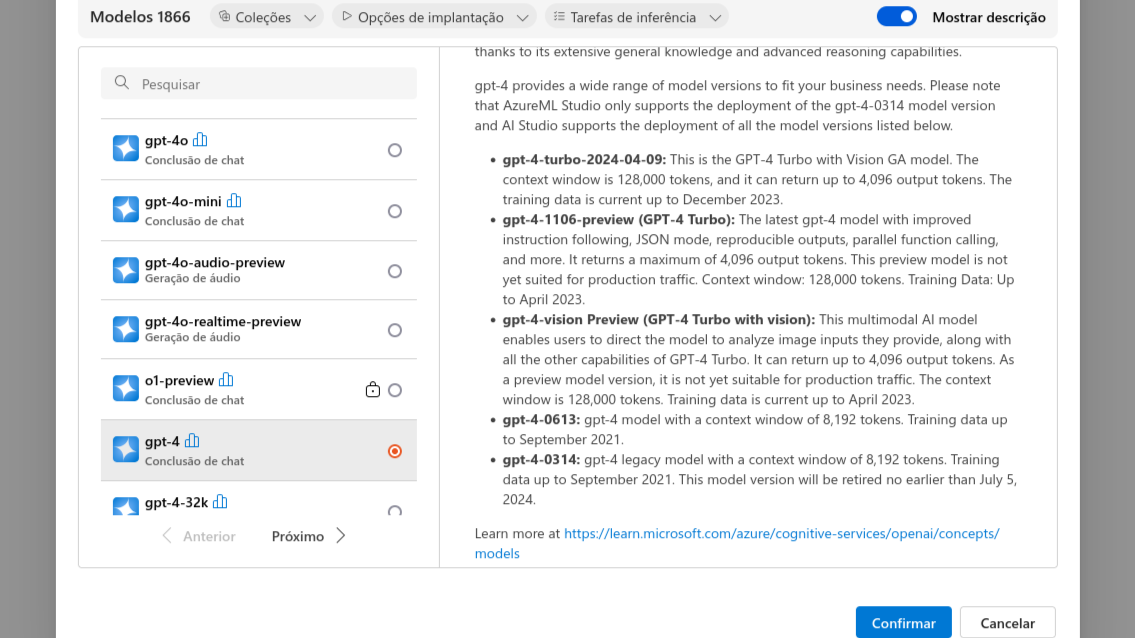 Modelos 1866
Coleções
Opções de implantação
Tarefas de inferência
Mostrar descrição
Pesquisar
gpt-4o
Conclusão de chat
gpt-4o-mini
Conclusão de chat
gpt-4o-audio-preview
Geração de áudio
gpt-4o-realtime-preview
Geração de áudio
o1-preview
Conclusão de chat
gpt-4
Conclusão de chat
gpt-4-32k
Anterior
Próximo
thanks to its extensive general knowledge and advanced reasoning capabilities.
gpt-4 provides a wide range of model versions to fit your business needs. Please note
that AzureML Studio only supports the deployment of the gpt-4-0314 model version
and AI Studio supports the deployment of all the model versions listed below.
• gpt-4-turbo-2024-04-09: This is the GPT-4 Turbo with Vision GA model. The
context window is 128,000 tokens, and it can return up to 4,096 output tokens. The
training data is current up to December 2023.
• gpt-4-1106-preview (GPT-4 Turbo): The latest gpt-4 model with improved
instruction following, JSON mode, reproducible outputs, parallel function calling,
and more. It returns a maximum of 4,096 output tokens. This preview model is not
yet suited for production traffic. Context window: 128,000 tokens. Training Data: Up
to April 2023.
• gpt-4-vision Preview (GPT-4 Turbo with vision): This multimodal AI model
enables users to direct the model to analyze image inputs they provide, along with
all the other capabilities of GPT-4 Turbo. It can return up to 4,096 output tokens. As
a preview model version, it is not yet suitable for production traffic. The context
window is 128,000 tokens. Training data is current up to April 2023.
• gpt-4-0613: gpt-4 model with a context window of 8,192 tokens. Training data up
to September 2021.
• gpt-4-0314: gpt-4 legacy model with a context window of 8,192 tokens. Training
data up to September 2021. This model version will be retired no earlier than July 5,
2024.
Learn more at https://learn.microsoft.com/azure/cognitive-services/openai/concepts/
models
Confirmar
Cancelar